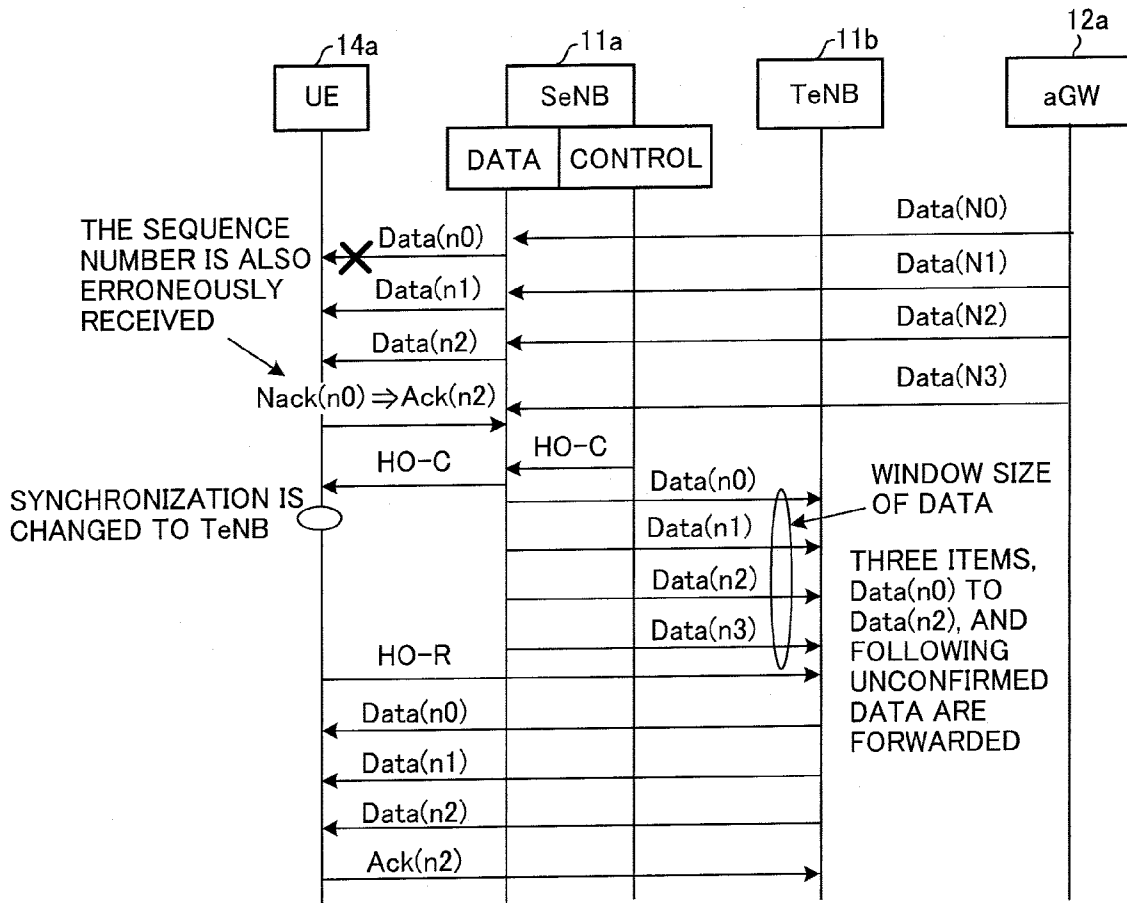 14a
11a
11b
12a
UE
SeNB
TeNB
aGW
DATA
CONTROL
Data(N0)
THE SEQUENCE
NUMBER IS ALSO
ERRONEOUSLY
RECEIVED
Data(n0)
Data(N1)
Data(n1)
Data(N2)
Data(n2)
Data(N3)
Nack(n0)⇒Ack(n2)
HO-C
HO-C
SYNCHRONIZATION IS
CHANGED TO TeNB
Data(n0)
WINDOW SIZE
OF DATA
Data(n1)
THREE ITEMS,
Data(n0) TO
Data(n2), AND
FOLLOWING
UNCONFIRMED
DATA ARE
FORWARDED
Data(n2)
Data(n3)
HO-R
Data(n0)
Data(n1)
Data(n2)
Ack(n2)